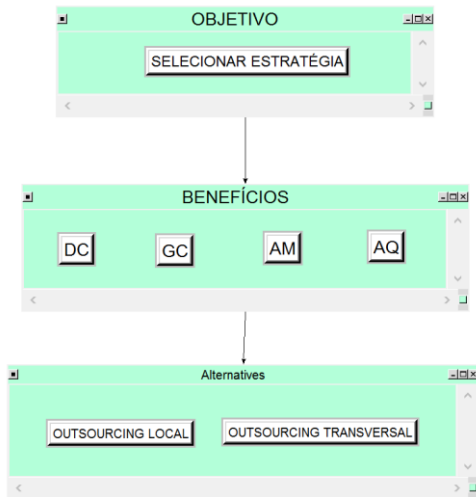 OBJETIVO
SELECIONAR ESTRATÉGIA
BENEFÍCIOS
DC GC AM AQ
Alternatives
OUTSOURCING LOCAL OUTSOURCING TRANSVERSAL